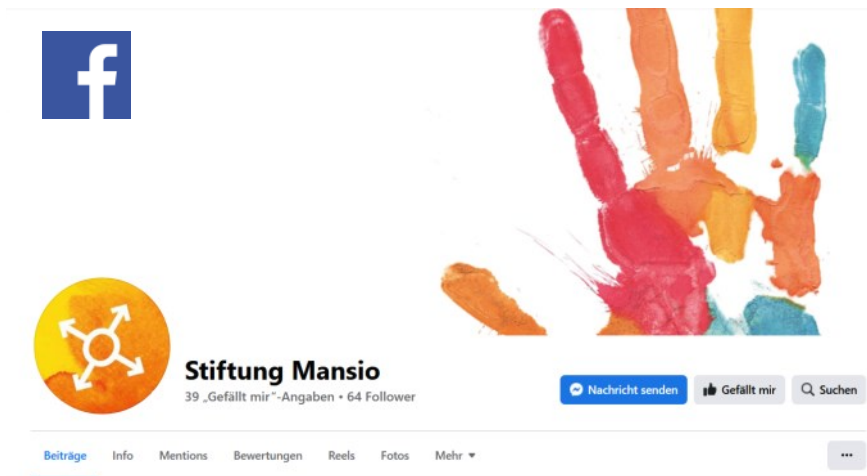 f
Stiftung Mansio
39 „Gefällt mir“-Angaben • 64 Follower
Nachricht senden
Gefällt mir
Suchen
Beiträge Info Mentions Bewertungen Reels Fotos Mehr